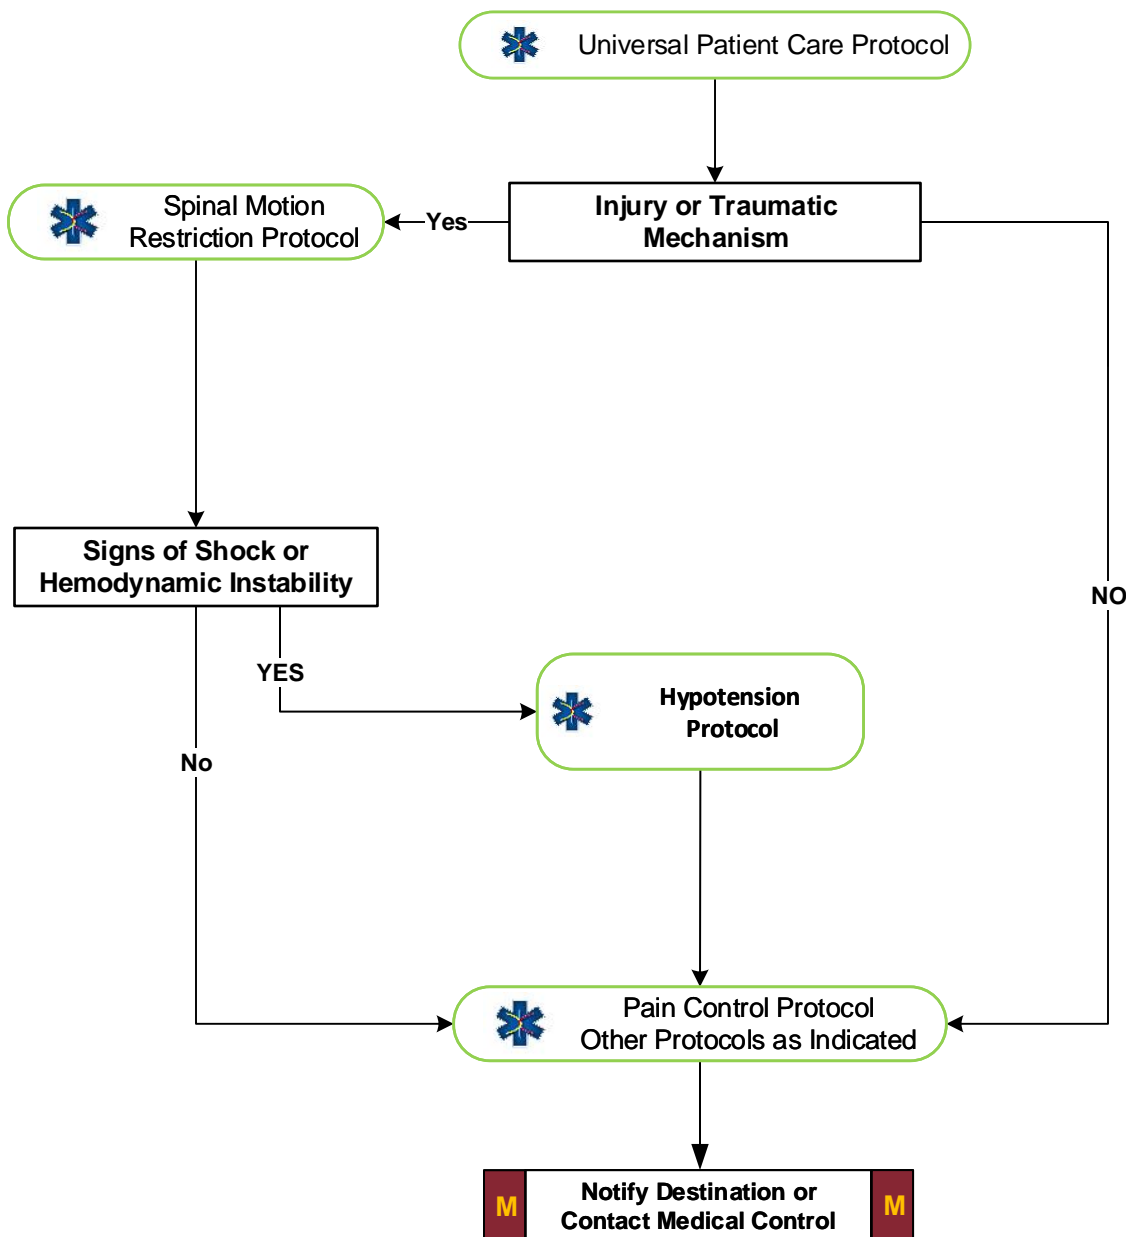 Universal Patient Care Protocol
Spinal Motion
Restriction Protocol
Yes
Injury or Traumatic
Mechanism
Signs of Shock or
Hemodynamic Instability
NO
YES
Hypotension
Protocol
No
Pain Control Protocol
Other Protocols as Indicated
M
Notify Destination or
Contact Medical Control
M